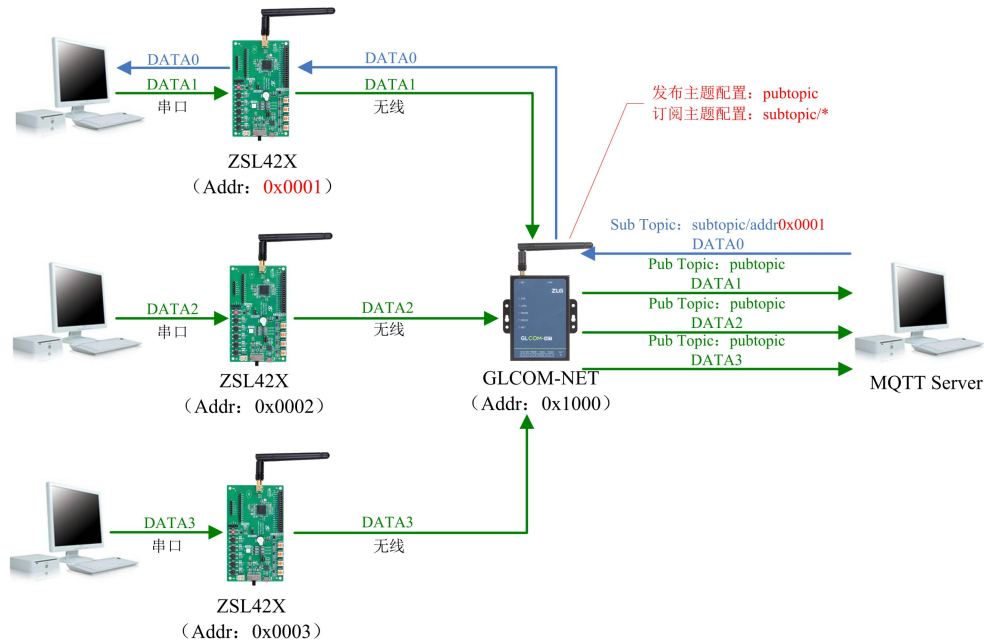 DATA0
DATA1
串口
DATA0
DATA1
无线
ZSL42X
（Addr：0x0001）
发布主题配置：pubtopic
订阅主题配置：subtopic/*
Sub Topic：subtopic/addr0x0001
DATA0
Pub Topic：pubtopic
DATA1
Pub Topic：pubtopic
DATA2
Pub Topic：pubtopic
DATA3
DATA2
串口
DATA2
无线
ZSL42X
（Addr：0x0002）
ZLG
GLCOM-NET
GLCOM-NET
（Addr：0x1000）
MQTT Server
DATA3
串口
DATA3
无线
ZSL42X
（Addr：0x0003）